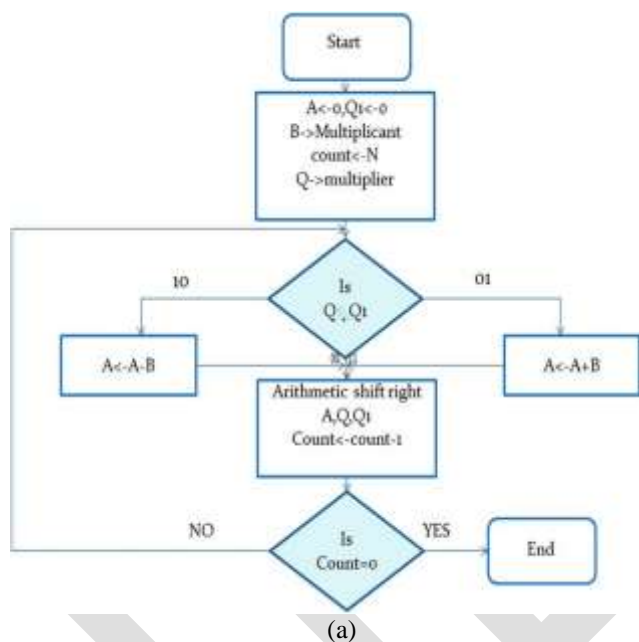 Start
A<-0,Q1<-0
B->Multiplicant
count<-N
Q->multiplier
10
Is
Q , Q1
01
A<-A-B
A<-A+B
Arithmetic shift right
A,Q,Q1
Count<-count-1
NO
Is
Count=0
YES
End
(a)